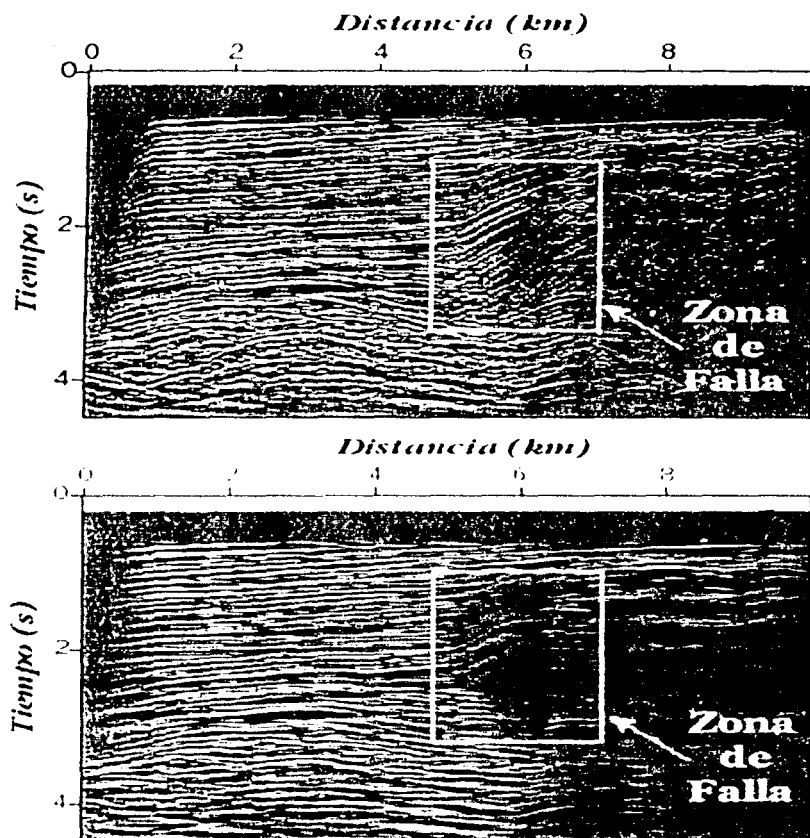 Distancia (km)
0 2 4 6 8
0
2
4
Tiempo (s)
Zona
de
Falla
Distancia (km)
0 2 4 6 8
0
2
4
Tiempo (s)
Zona
de
Falla